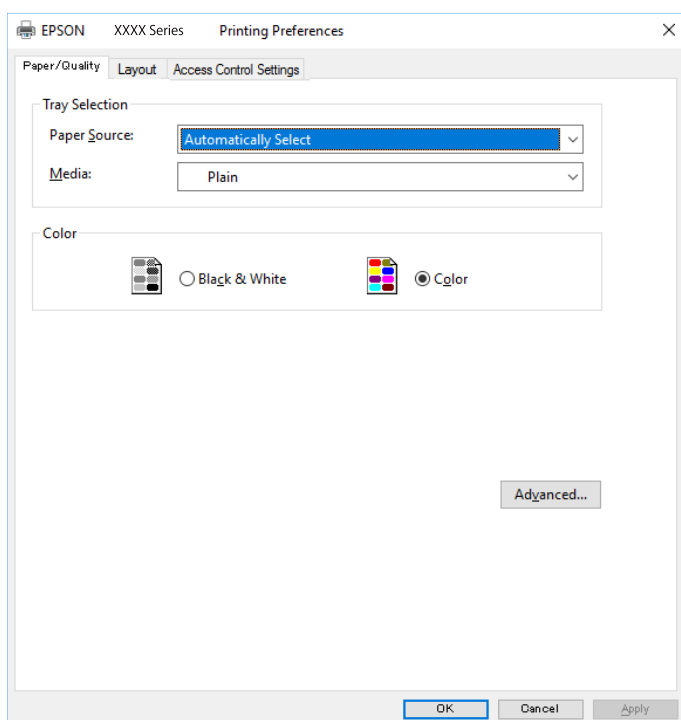 EPSON XXXX Series Printing Preferences
Paper/Quality Layout Access Control Settings
Tray Selection
Paper Source: Automatically Select
Media: Plain
Color
Black & White Color
Advanced...
OK Cancel Apply